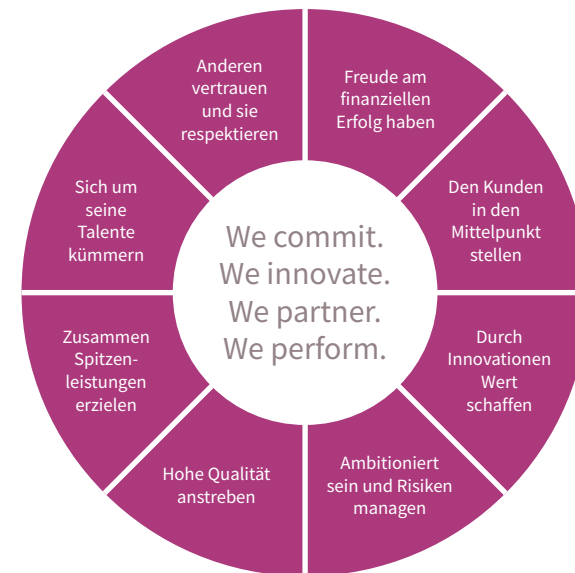 Anderen
vertrauen
und sie
respektieren
Freude am
finanziellen
Erfolg haben
Den Kunden
in den
Mittelpunkt
stellen
Durch
Innovationen
Wert
schaffen
Ambitioniert
sein und Risiken
managen
Hohe Qualität
anstreben
Zusammen
Spitzen-
leistungen
erzielen
Sich um
seine
Talente
kümmern
We commit.
We innovate.
We partner.
We perform.